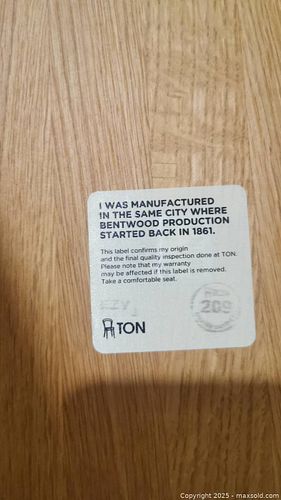 I WAS MANUFACTURED
IN THE SAME CITY WHERE
BENTWOOD PRODUCTION
STARTED BACK IN 1861.
This label confirms my origin
and the final quality inspection done at TON.
Please note that my warranty
may be affected if this label is removed.
Take a comfortable seat.
209
TON
Copyright © 2025 - maxsold.com